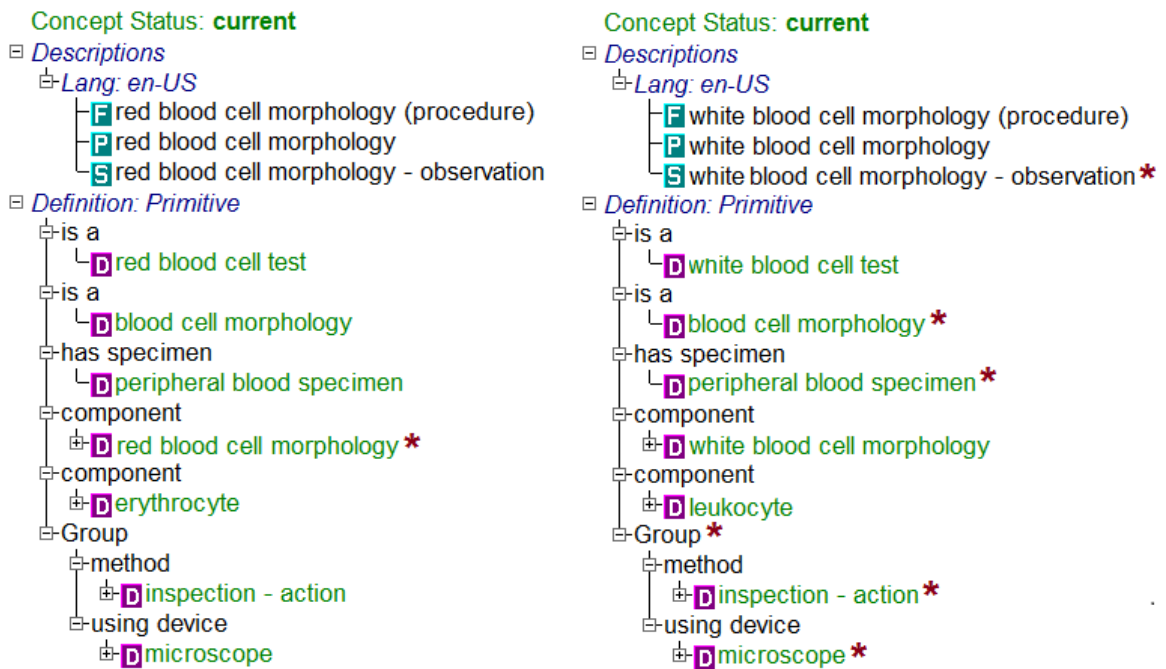 Concept Status: current
Descriptions
Lang: en-US
F red blood cell morphology (procedure)
P red blood cell morphology
S red blood cell morphology - observation
Definition: Primitive
is a
D red blood cell test
is a
D blood cell morphology
has specimen
D peripheral blood specimen
component
D red blood cell morphology *
component
D erythrocyte
Group
method
D inspection - action
using device
D microscope
Concept Status: current
Descriptions
Lang: en-US
F white blood cell morphology (procedure)
P white blood cell morphology
S white blood cell morphology - observation *
Definition: Primitive
is a
D white blood cell test
is a
D blood cell morphology *
has specimen
D peripheral blood specimen *
component
D white blood cell morphology
component
D leukocyte
Group *
method
D inspection - action *
using device
D microscope *
.